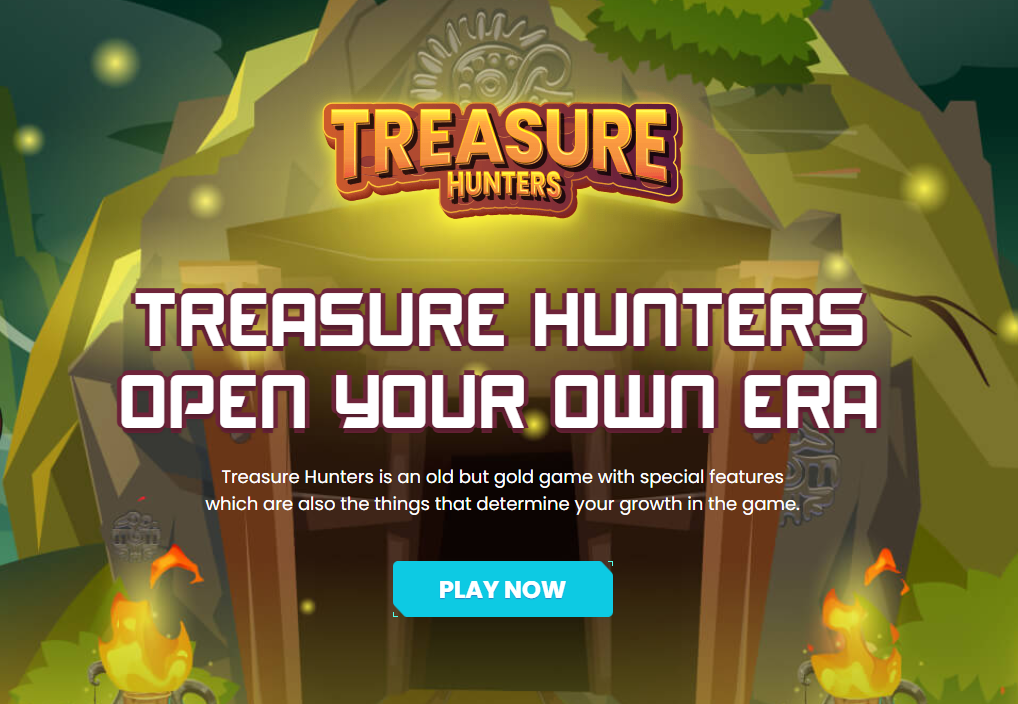 TREASURE
HUNTERS
TREASURE HUNTERS
OPEN YOUR OWN ERA
Treasure Hunters is an old but gold game with special features
which are also the things that determine your growth in the game.
PLAY NOW